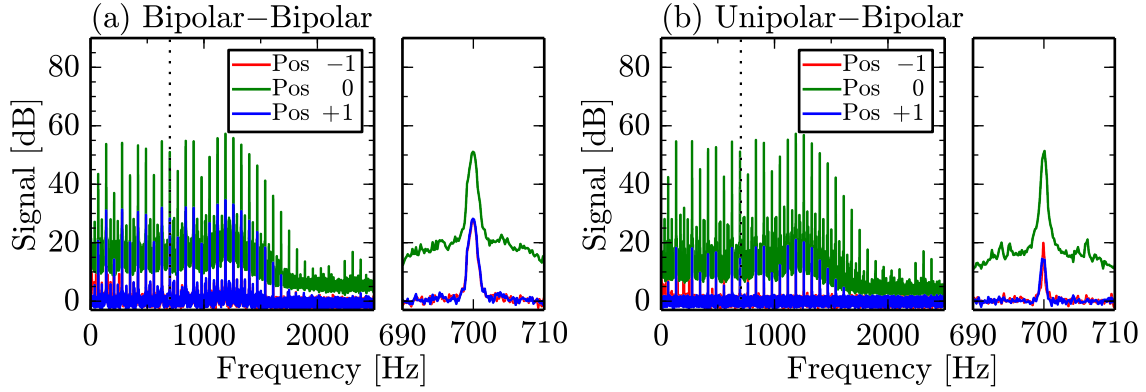 (a) Bipolar−Bipolar
(b) Unipolar−Bipolar
Signal [dB]
80
60
40
20
0
Pos −1
Pos 0
Pos +1
0 1000 2000
690 700 710
Frequency [Hz]
Signal [dB]
80
60
40
20
0
Pos −1
Pos 0
Pos +1
0 1000 2000
690 700 710
Frequency [Hz]